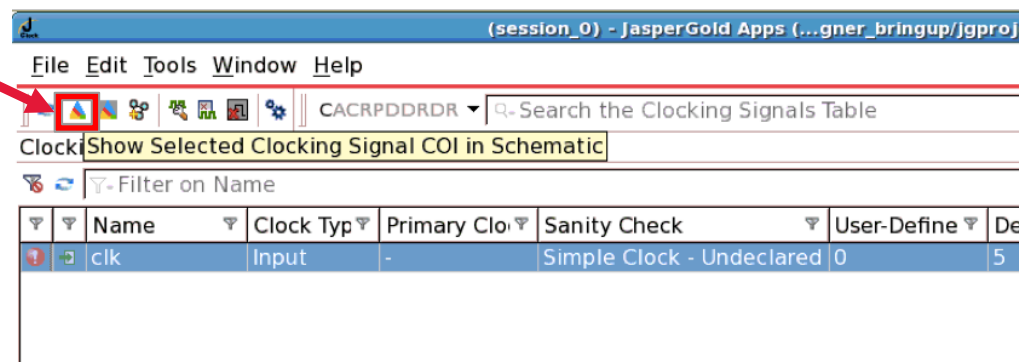 (session_0) - JasperGold Apps (...gner_bringup/jgproj
File Edit Tools Window Help
CACRPDDRDR Search the Clocking Signals Table
Clocki Show Selected Clocking Signal COI in Schematic
Filter on Name
Name Clock Typ Primary Clo Sanity Check User-Define De
clk Input - Simple Clock - Undeclared 0 5